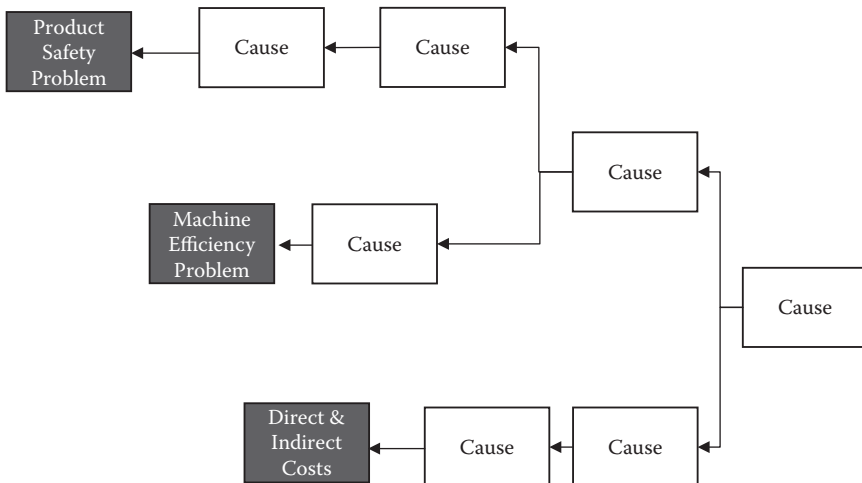 Product
Safety
Problem
Cause
Cause
Cause
Machine
Efficiency
Problem
Cause
Cause
Direct &
Indirect
Costs
Cause
Cause